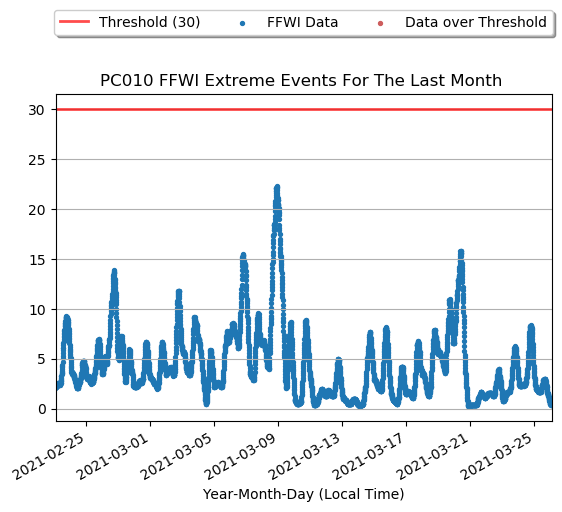 Threshold (30) FFWI Data Data over Threshold
PC010 FFWI Extreme Events For The Last Month
30
25
20
15
10
5
0
2021-02-25 2021-03-01 2021-03-05 2021-03-09 2021-03-13 2021-03-17 2021-03-21 2021-03-25
Year-Month-Day (Local Time)